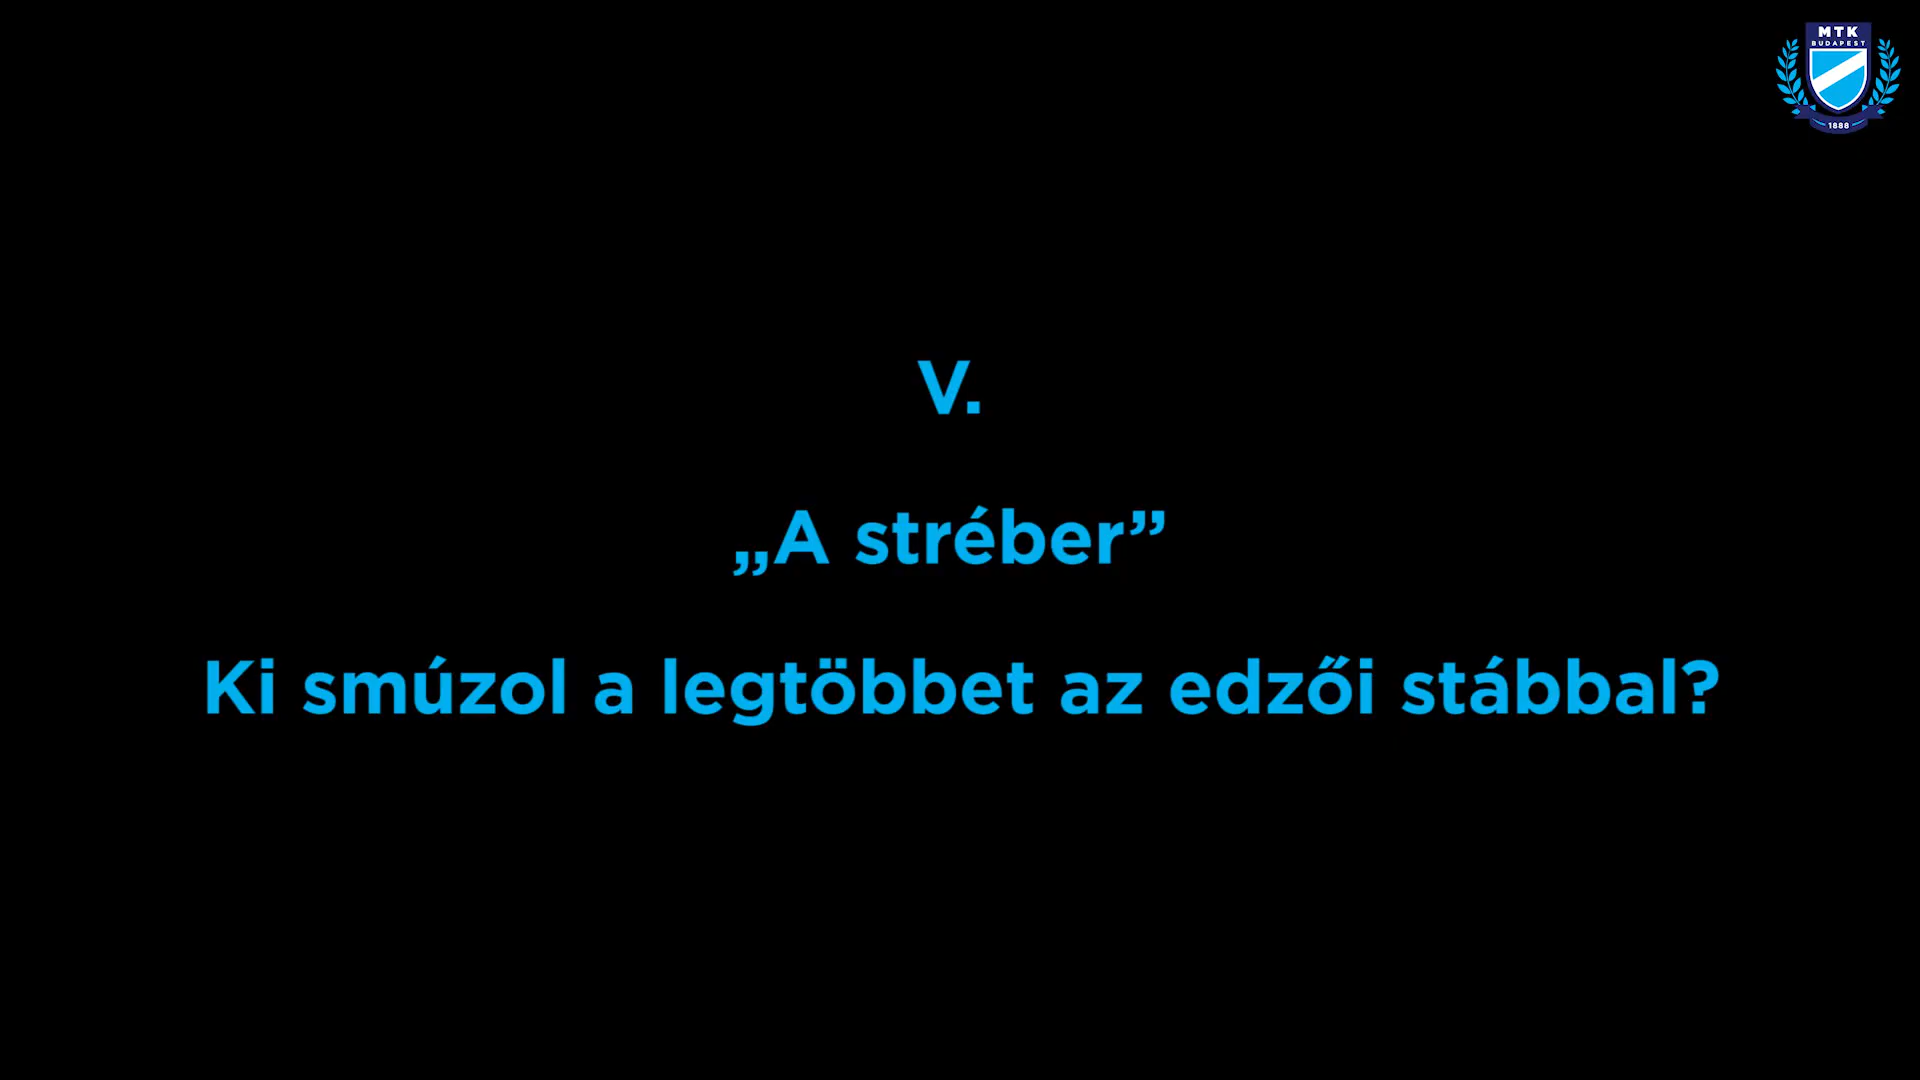 MTK
BUDAPEST
1888
V.
„A stréber”
Ki smúzol a legtöbbet az edzői stábbal?